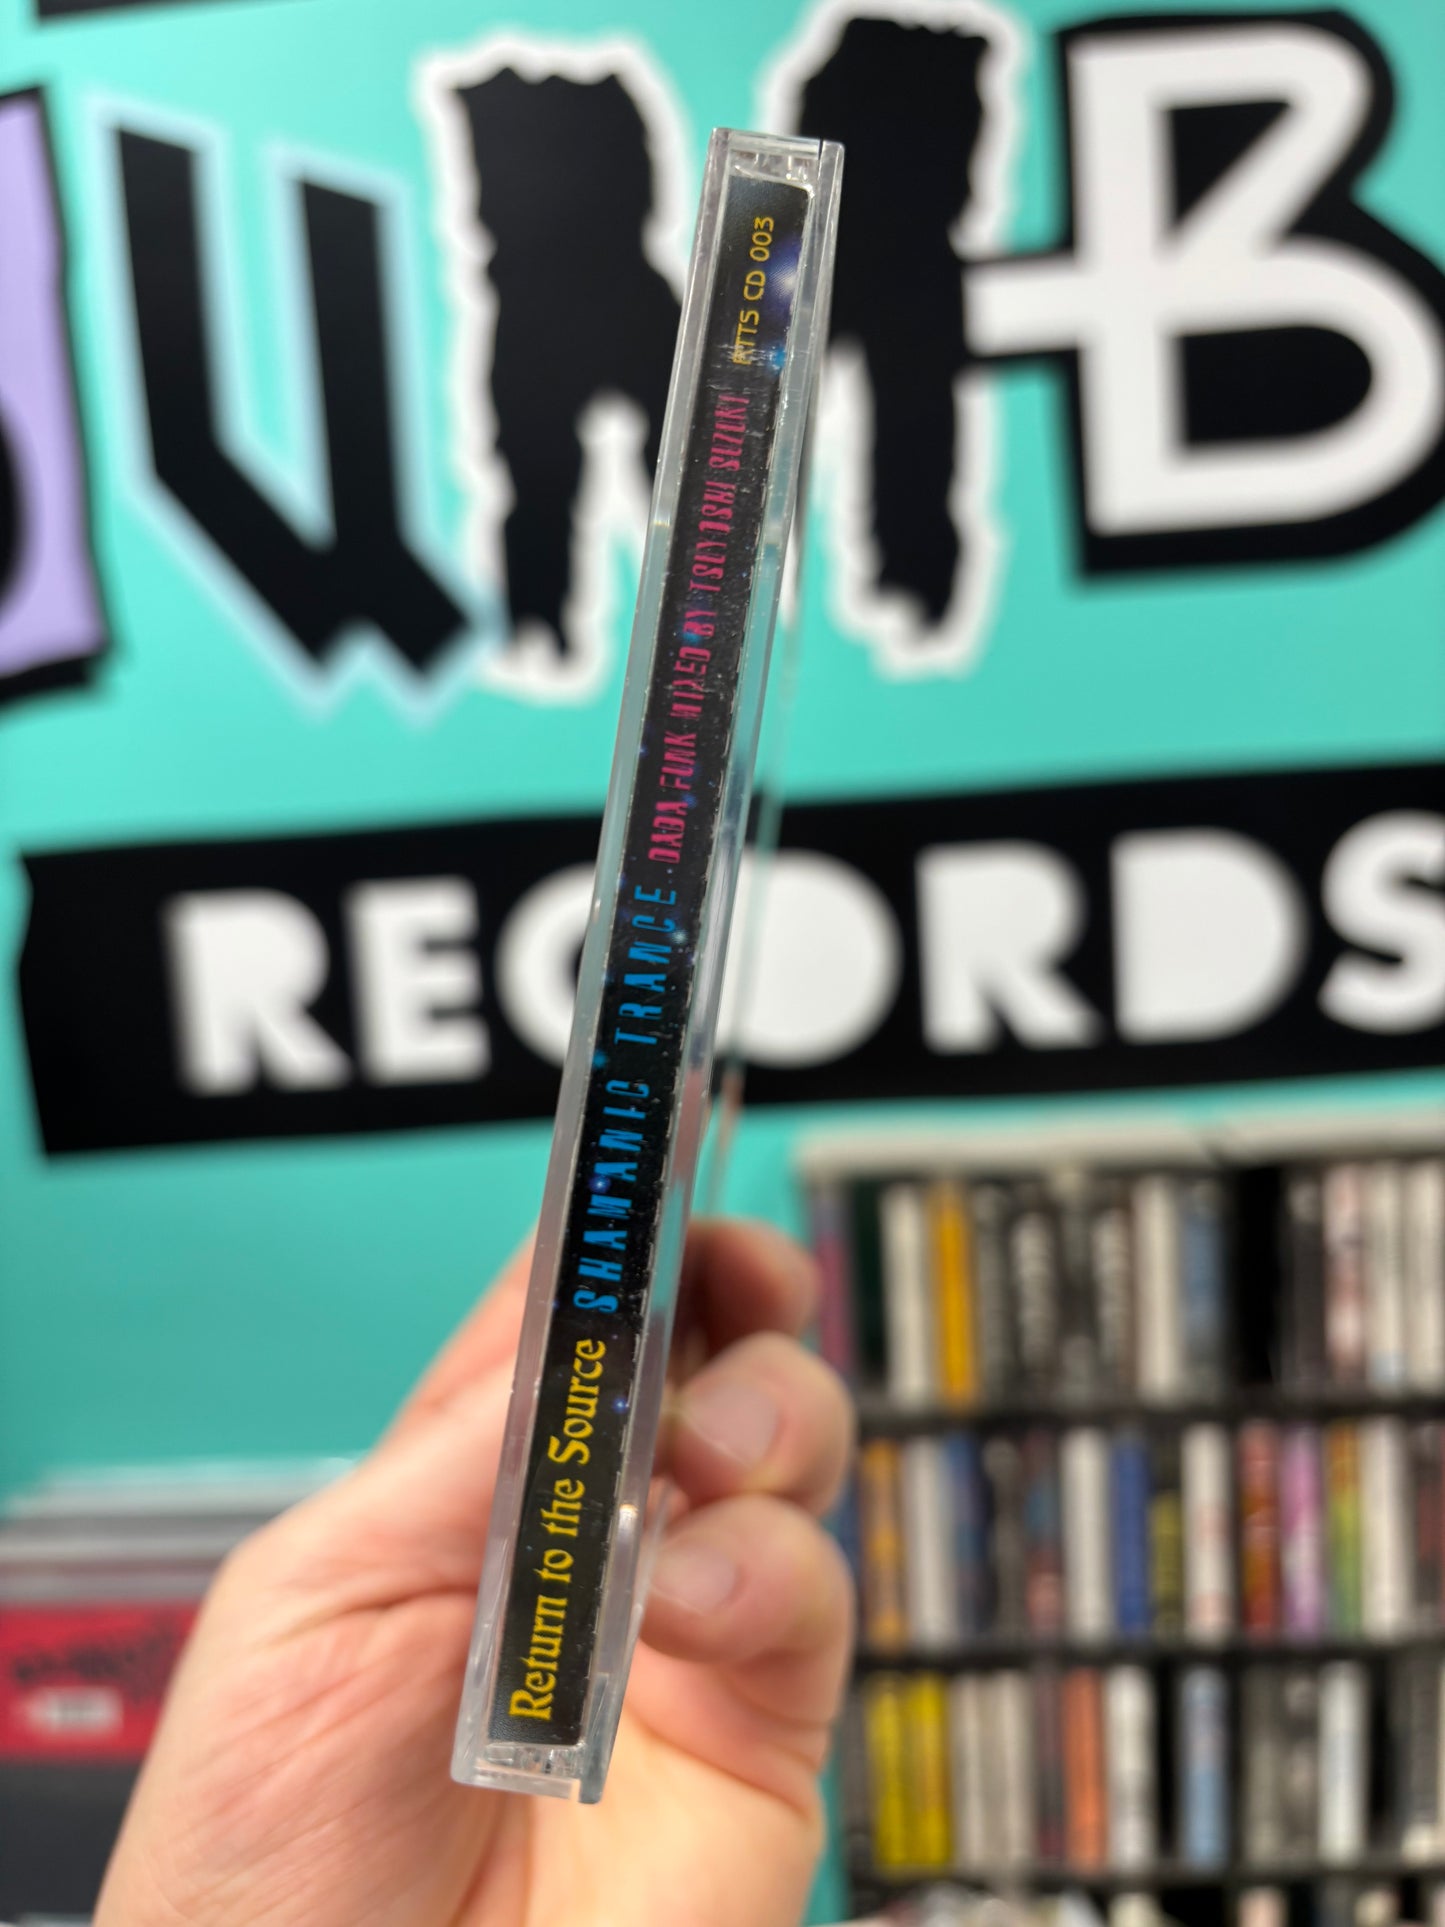 Return to the Source SHAMANIC TRANCE DADA FUNK MIXED BY TSUYOSHI SUZUKI RTTS CD 003
RECORDS